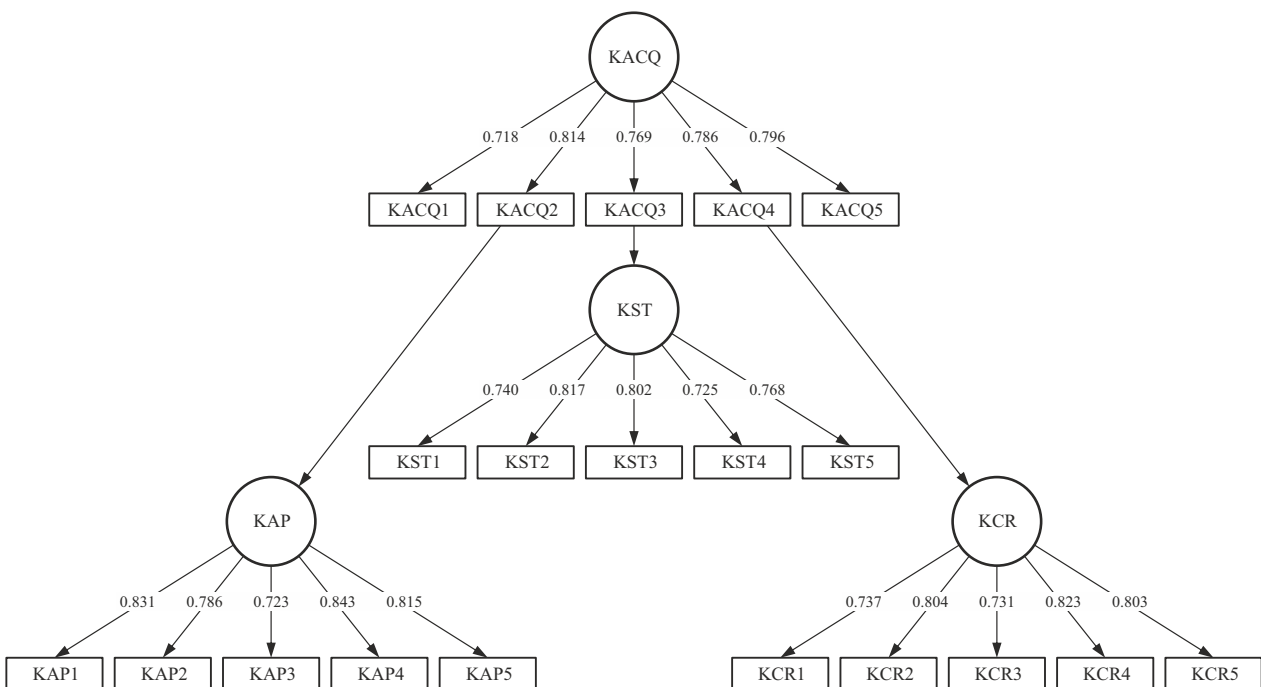 KACQ
0.718 0.814 0.769 0.786 0.796
KACQ1 KACQ2 KACQ3 KACQ4 KACQ5
KST
0.740 0.817 0.802 0.725 0.768
KST1 KST2 KST3 KST4 KST5
KAP KCR
0.831 0.786 0.723 0.843 0.815 0.737 0.804 0.731 0.823 0.803
KAP1 KAP2 KAP3 KAP4 KAP5 KCR1 KCR2 KCR3 KCR4 KCR5